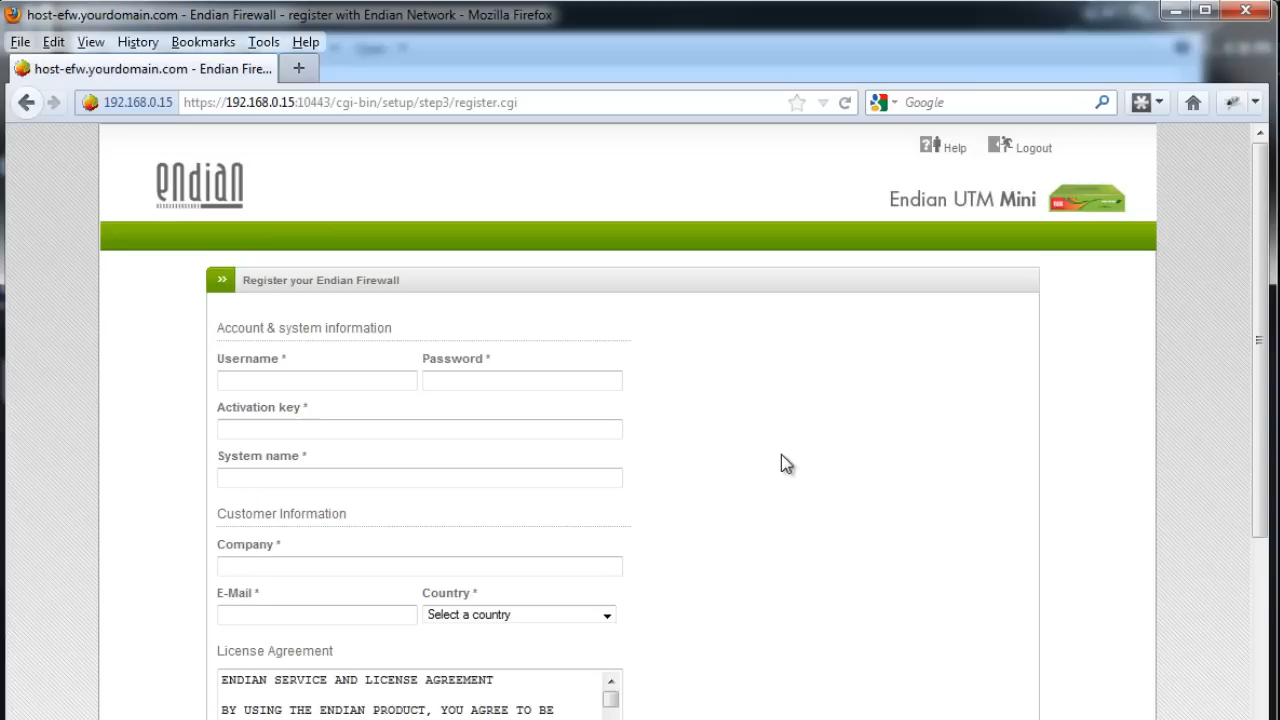 host-efw.yourdomain.com - Endian Firewall - register with Endian Network - Mozilla Firefox
File Edit View History Bookmarks Tools Help
host-efw.yourdomain.com - Endian Fire...
192.168.0.15 https://192.168.0.15:10443/cgi-bin/setup/step3/register.cgi Google
Help Logout
endian
Endian UTM Mini
Register your Endian Firewall
Account & system information
Username * Password *
Activation key *
System name *
Customer Information
Company *
E-Mail * Country *
Select a country
License Agreement
ENDIAN SERVICE AND LICENSE AGREEMENT
BY USING THE ENDIAN PRODUCT, YOU AGREE TO BE